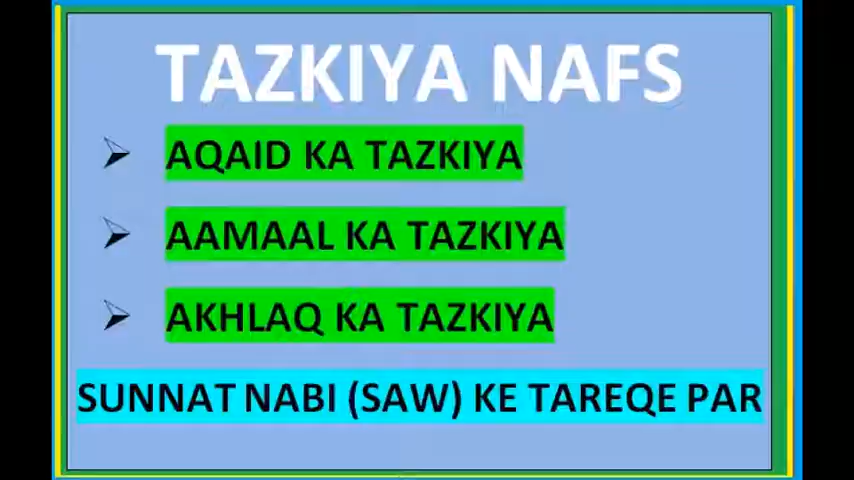 TAZKIYA NAFS
AQAID KA TAZKIYA
AAMAAL KA TAZKIYA
AKHLAQ KA TAZKIYA
SUNNAT NABI (SAW) KE TAREQE PAR